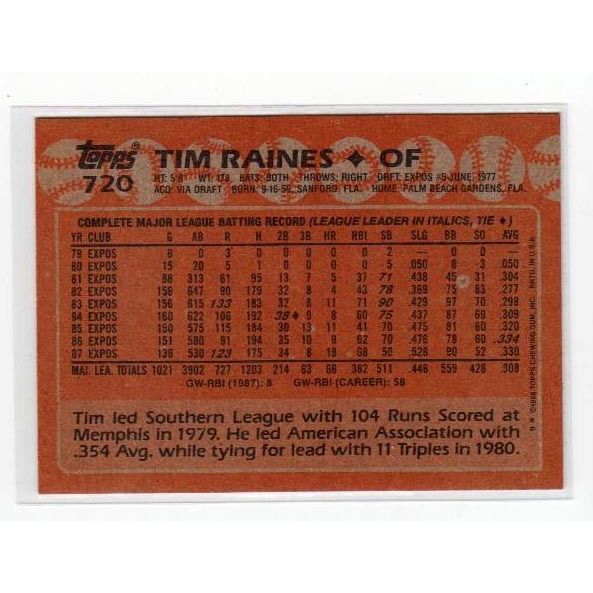 Topps TIM RAINES ♦ OF
720 HT: 5'8" WT: 178 BATS: BOTH THROWS: RIGHT DRFT: EXPOS #5-JUNE, 1977
ACQ: VIA DRAFT BORN: 9-16-59, SANFORD, FLA. HOME: PALM BEACH GARDENS, FLA.
COMPLETE MAJOR LEAGUE BATTING RECORD (LEAGUE LEADER IN ITALICS, TIE ♦)
YR CLUB G AB R H 2B 3B HR RBI SB SLG BB SO AVG
79 EXPOS 6 0 3 — 0 0 0 0 2 — 0 0 —
80 EXPOS 15 20 5 1 0 0 0 0 5 .050 6 3 .050
81 EXPOS 88 313 61 95 13 7 5 37 71 .438 45 31 .304
82 EXPOS 156 647 90 179 32 8 4 43 78 .369 75 83 .277
83 EXPOS 156 615 133 183 32 8 11 71 90 .429 97 70 .298
84 EXPOS 160 622 106 192 38♦ 9 8 60 75 .437 87 69 .309
85 EXPOS 150 575 115 184 30 13 11 41 70 .475 81 60 .320
86 EXPOS 151 580 91 194 35 10 9 62 70 .476 78 60 .334
87 EXPOS 139 530 123 175 34 8 18 68 50 .526 90 52 .330
MAJ. LEA. TOTALS 1021 3902 727 1203 214 63 66 382 511 .446 559 428 .308
GW-RBI (1987): 8 GW-RBI (CAREER): 58
Tim led Southern League with 104 Runs Scored at
Memphis in 1979. He led American Association with
.354 Avg. while tying for lead with 11 Triples in 1980.
©1988 TOPPS CHEWING GUM, INC. PRTD. IN U.S.A.